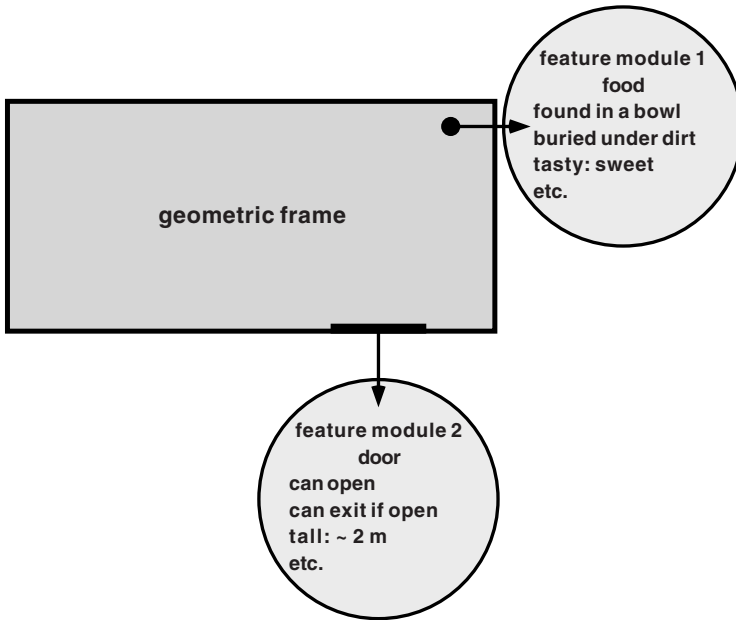 feature module 1
food
found in a bowl
buried under dirt
tasty: sweet
etc.
geometric frame
feature module 2
door
can open
can exit if open
tall: ~ 2 m
etc.